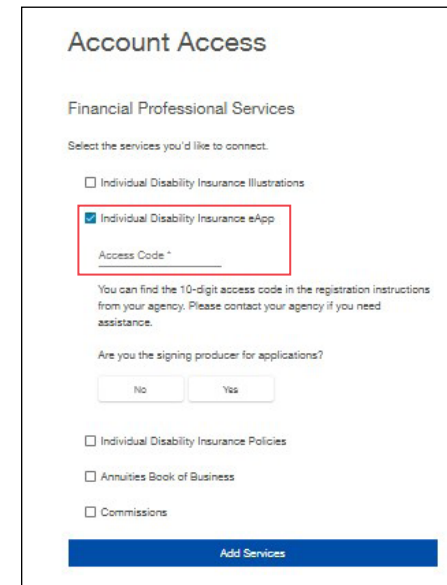 Account Access
Financial Professional Services
Select the services you'd like to connect.
Individual Disability Insurance Illustrations
Individual Disability Insurance eApp
Access Code *
You can find the 10-digit access code in the registration instructions
from your agency. Please contact your agency if you need
assistance.
Are you the signing producer for applications?
No Yes
Individual Disability Insurance Policies
Annuities Book of Business
Commissions
Add Services